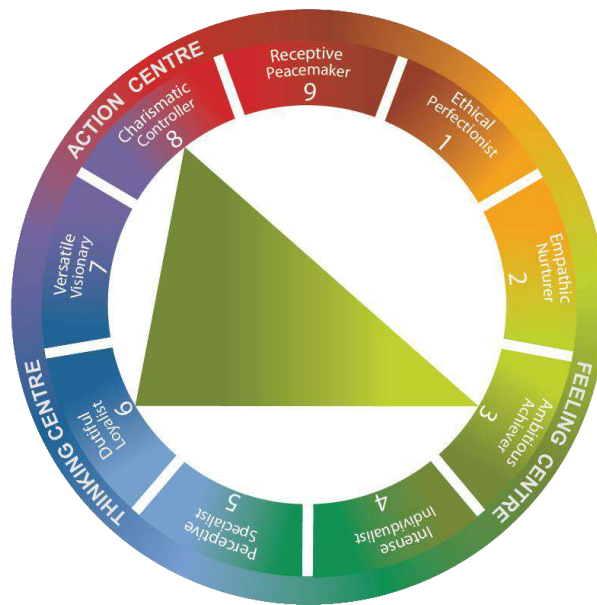 ACTION CENTRE
Receptive
Peacemaker
9
Ethical
Perfectionist
1
Empathic
Nurturer
2
FEELING CENTRE
Ambitious
Achiever
3
Intense
Individualist
4
Perceptive
Specialist
5
THINKING CENTRE
Dutiful
Loyalist
6
Versatile
Visionary
7
Charismatic
Controller
8